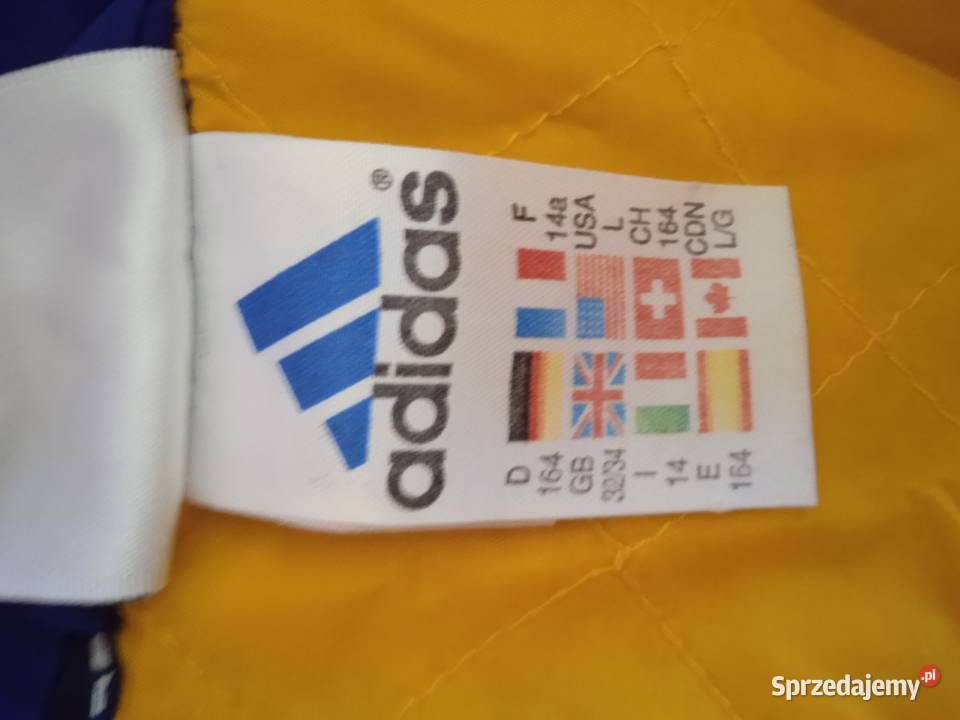 adidas®
D 164 F 14a
GB 32/34 USA L
I 14 CH 164
E 164 CDN L/G
Sprzedajemy.pl